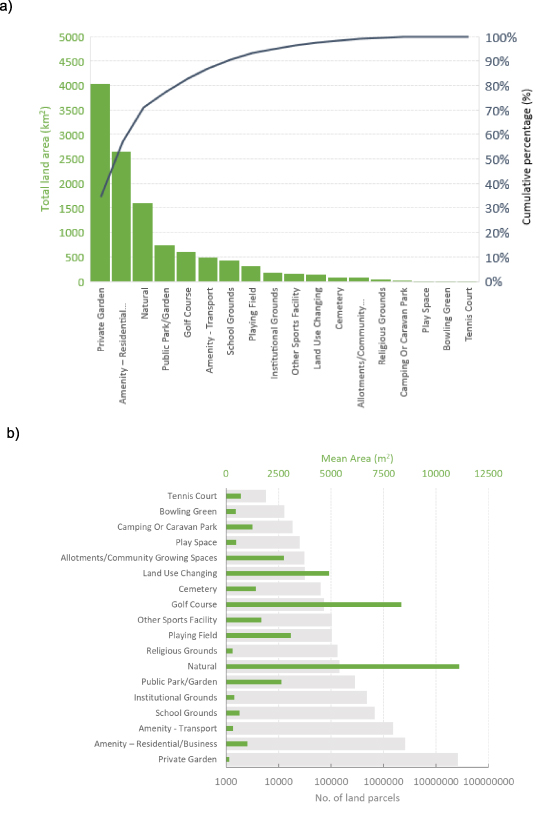 a)
5000
4500
4000
3500
3000
2500
2000
1500
1000
500
0
Total land area (km²)
100%
90%
80%
70%
60%
50%
40%
30%
20%
10%
0%
Cumulative percentage (%)
Private Garden
Amenity – Residential...
Natural
Public Park/Garden
Golf Course
Amenity - Transport
School Grounds
Playing Field
Institutional Grounds
Other Sports Facility
Land Use Changing
Cemetery
Allotments/Community...
Religious Grounds
Camping Or Caravan Park
Play Space
Bowling Green
Tennis Court
b)
Mean Area (m²)
0 2500 5000 7500 10000 12500
Tennis Court
Bowling Green
Camping Or Caravan Park
Play Space
Allotments/Community Growing Spaces
Land Use Changing
Cemetery
Golf Course
Other Sports Facility
Playing Field
Religious Grounds
Natural
Public Park/Garden
Institutional Grounds
School Grounds
Amenity - Transport
Amenity – Residential/Business
Private Garden
1000 10000 100000 1000000 10000000 100000000
No. of land parcels